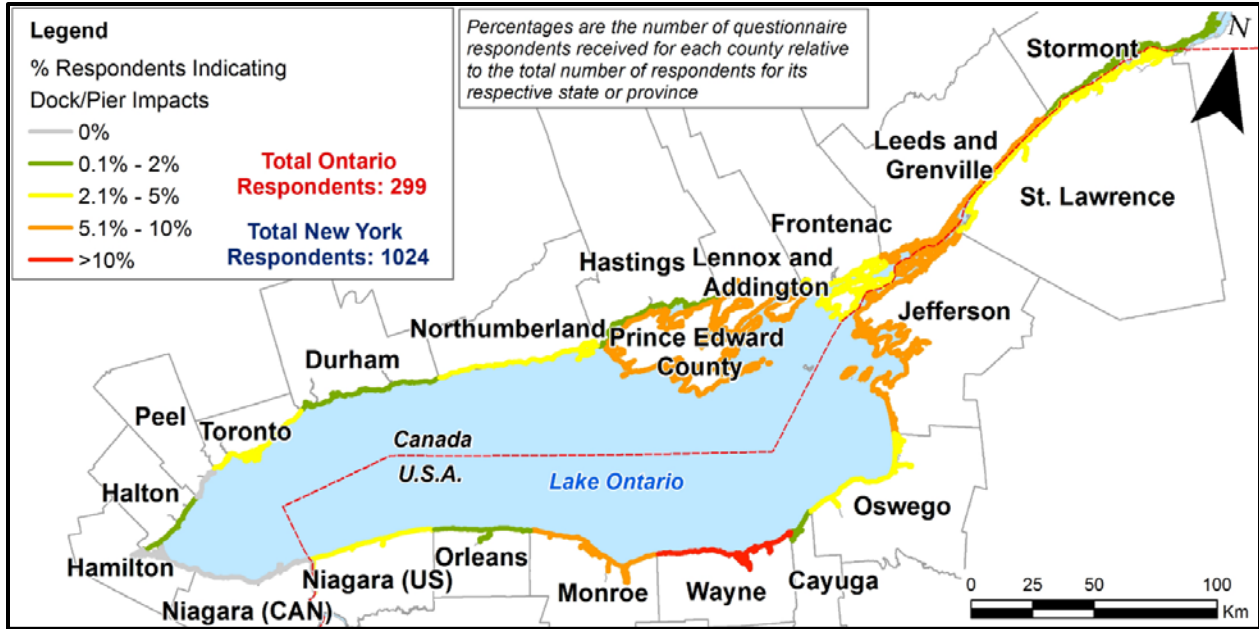 Legend
% Respondents Indicating
Dock/Pier Impacts
0%
0.1% - 2%
2.1% - 5%
5.1% - 10%
>10%
Total Ontario
Respondents: 299
Total New York
Respondents: 1024
Percentages are the number of questionnaire
respondents received for each county relative
to the total number of respondents for its
respective state or province
N
Stormont
Leeds and
Grenville
St. Lawrence
Frontenac
Hastings
Lennox and
Addington
Jefferson
Northumberland
Prince Edward
County
Durham
Peel
Toronto
Canada
U.S.A.
Lake Ontario
Halton
Oswego
Hamilton
Niagara (US)
Orleans
Monroe
Wayne
Cayuga
Niagara (CAN)
0 25 50 100
Km